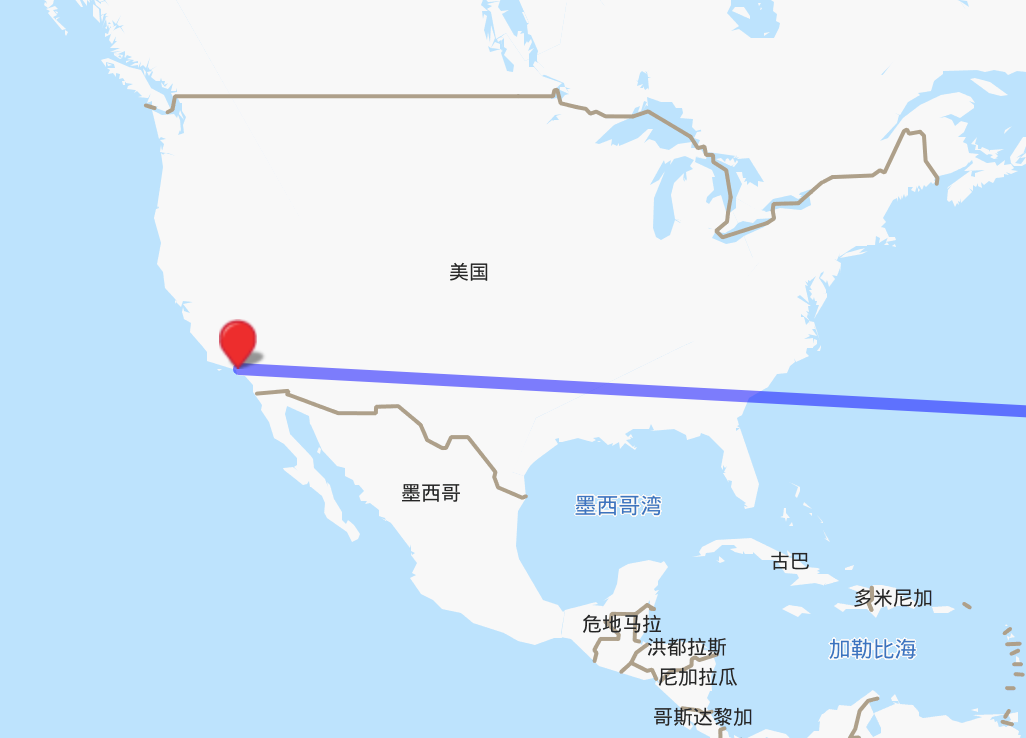 美国
墨西哥
墨西哥湾
古巴
多米尼加
危地马拉
洪都拉斯
加勒比海
尼加拉瓜
哥斯达黎加